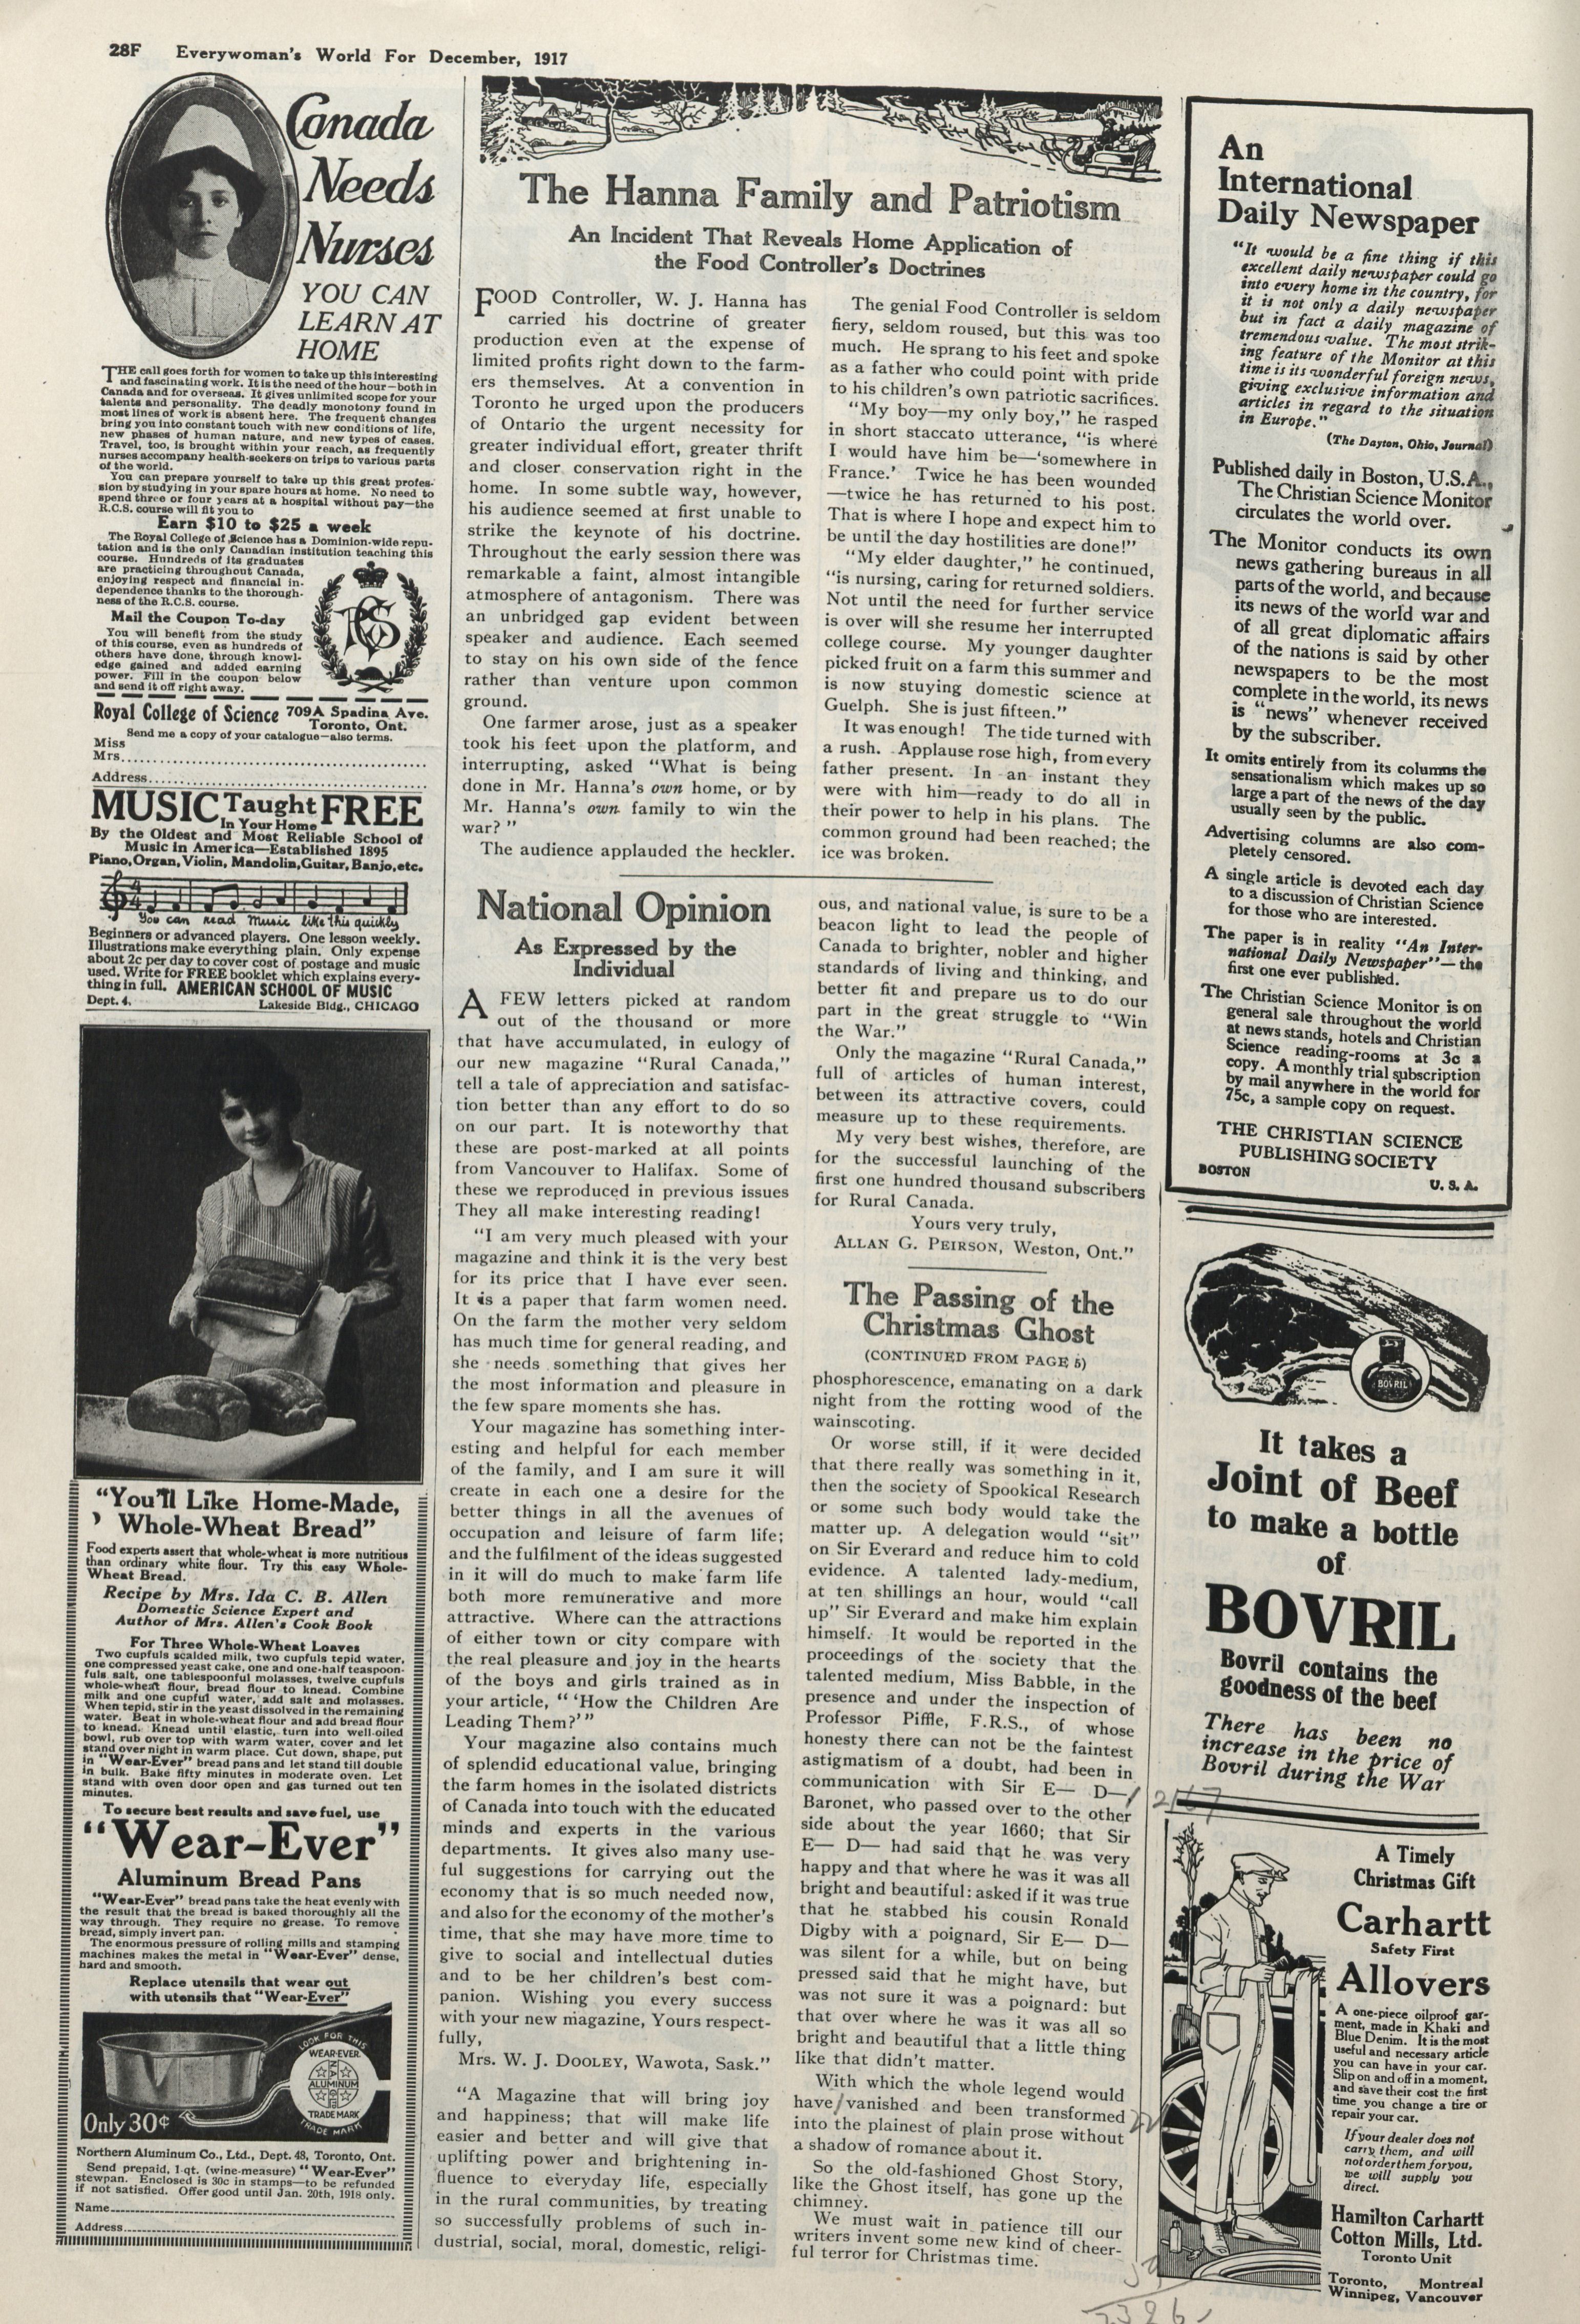 28F Everywoman's World For December, 1917
Canada
Needs
Nurses
YOU CAN
LEARN AT
HOME
THE call goes forth for women to take up this interesting
and fascinating work. It is the need of the hour—both in
Canada and for overseas. It gives unlimited scope for your
talents and personality. The deadly monotony found in
most lines of work is absent here. The frequent changes
bring you into constant touch with new conditions of life,
new phases of human nature, and new types of cases.
Travel, too, is brought within your reach, as frequently
nurses accompany health-seekers on trips to various parts
of the world.
You can prepare yourself to take up this great profes-
sion by studying in your spare hours at home. No need to
spend three or four years at a hospital without pay—the
R.C.S. course will fit you to
Earn $10 to $25 a week
The Royal College of Science has a Dominion-wide repu-
tation and is the only Canadian institution teaching this
course. Hundreds of its graduates
are practicing throughout Canada,
enjoying respect and financial in-
dependence thanks to the thorough-
ness of the R.C.S. course.
Mail the Coupon To-day
You will benefit from the study
of this course, even as hundreds of
others have done, through knowl-
edge gained and added earning
power. Fill in the coupon below
and send it off right away.
RCS
Royal College of Science 709A Spadina Ave.
Toronto, Ont.
Send me a copy of your catalogue—also terms.
Miss
Mrs.
Address
MUSIC Taught In Your Home FREE
By the Oldest and Most Reliable School of
Music in America—Established 1895
Piano, Organ, Violin, Mandolin, Guitar, Banjo, etc.
You can read music like this quickly
Beginners or advanced players. One lesson weekly.
Illustrations make everything plain. Only expense
about 2c per day to cover cost of postage and music
used. Write for FREE booklet which explains every-
thing in full. AMERICAN SCHOOL OF MUSIC
Dept. 4. Lakeside Bldg., CHICAGO
"You'll Like Home-Made,
Whole-Wheat Bread"
Food experts assert that whole-wheat is more nutritious
than ordinary white flour. Try this easy Whole-
Wheat Bread.
Recipe by Mrs. Ida C. B. Allen
Domestic Science Expert and
Author of Mrs. Allen's Cook Book
For Three Whole-Wheat Loaves
Two cupfuls scalded milk, two cupfuls tepid water,
one compressed yeast cake, one and one-half teaspoon-
fuls salt, one tablespoonful molasses, twelve cupfuls
whole-wheat flour, bread flour to knead. Combine
milk and one cupful water, add salt and molasses.
When tepid, stir in the yeast dissolved in the remaining
water. Beat in whole-wheat flour and add bread flour
to knead. Knead until elastic, turn into well-oiled
bowl, rub over top with warm water, cover and let
stand over night in warm place. Cut down, shape, put
in "Wear-Ever" bread pans and let stand till double
in bulk. Bake fifty minutes in moderate oven. Let
stand with oven door open and gas turned out ten
minutes.
To secure best results and save fuel, use
"Wear-Ever"
Aluminum Bread Pans
"Wear-Ever" bread pans take the heat evenly with
the result that the bread is baked thoroughly all the
way through. They require no grease. To remove
bread, simply invert pan.
The enormous pressure of rolling mills and stamping
machines makes the metal in "Wear-Ever" dense,
hard and smooth.
Replace utensils that wear out
with utensils that "Wear-Ever"
LOOK FOR THIS
WEAR-EVER
ALUMINUM
TRADE MARK
TRADE MARK
Only 30¢
Northern Aluminum Co., Ltd., Dept. 48, Toronto, Ont.
Send prepaid, 1-qt. (wine-measure) "Wear-Ever"
stewpan. Enclosed is 30c in stamps—to be refunded
if not satisfied. Offer good until Jan. 20th, 1918 only.
Name
Address
The Hanna Family and Patriotism
An Incident That Reveals Home Application of
the Food Controller's Doctrines
FOOD Controller, W. J. Hanna has
carried his doctrine of greater
production even at the expense of
limited profits right down to the farm-
ers themselves. At a convention in
Toronto he urged upon the producers
of Ontario the urgent necessity for
greater individual effort, greater thrift
and closer conservation right in the
home. In some subtle way, however,
his audience seemed at first unable to
strike the keynote of his doctrine.
Throughout the early session there was
remarkable a faint, almost intangible
atmosphere of antagonism. There was
an unbridged gap evident between
speaker and audience. Each seemed
to stay on his own side of the fence
rather than venture upon common
ground.
One farmer arose, just as a speaker
took his feet upon the platform, and
interrupting, asked "What is being
done in Mr. Hanna's own home, or by
Mr. Hanna's own family to win the
war?"
The audience applauded the heckler.
The genial Food Controller is seldom
fiery, seldom roused, but this was too
much. He sprang to his feet and spoke
as a father who could point with pride
to his children's own patriotic sacrifices.
"My boy—my only boy," he rasped
in short staccato utterance, "is where
I would have him be—'somewhere in
France.' Twice he has been wounded
—twice he has returned to his post.
That is where I hope and expect him to
be until the day hostilities are done!"
"My elder daughter," he continued,
"is nursing, caring for returned soldiers.
Not until the need for further service
is over will she resume her interrupted
college course. My younger daughter
picked fruit on a farm this summer and
is now stuying domestic science at
Guelph. She is just fifteen."
It was enough! The tide turned with
a rush. Applause rose high, from every
father present. In an instant they
were with him—ready to do all in
their power to help in his plans. The
common ground had been reached; the
ice was broken.
National Opinion
As Expressed by the
Individual
A FEW letters picked at random
out of the thousand or more
that have accumulated, in eulogy of
our new magazine "Rural Canada,"
tell a tale of appreciation and satisfac-
tion better than any effort to do so
on our part. It is noteworthy that
these are post-marked at all points
from Vancouver to Halifax. Some of
these we reproduced in previous issues
They all make interesting reading!
"I am very much pleased with your
magazine and think it is the very best
for its price that I have ever seen.
It is a paper that farm women need.
On the farm the mother very seldom
has much time for general reading, and
she needs something that gives her
the most information and pleasure in
the few spare moments she has.
Your magazine has something inter-
esting and helpful for each member
of the family, and I am sure it will
create in each one a desire for the
better things in all the avenues of
occupation and leisure of farm life;
and the fulfilment of the ideas suggested
in it will do much to make farm life
both more remunerative and more
attractive. Where can the attractions
of either town or city compare with
the real pleasure and joy in the hearts
of the boys and girls trained as in
your article, "'How the Children Are
Leading Them?'"
Your magazine also contains much
of splendid educational value, bringing
the farm homes in the isolated districts
of Canada into touch with the educated
minds and experts in the various
departments. It gives also many use-
ful suggestions for carrying out the
economy that is so much needed now,
and also for the economy of the mother's
time, that she may have more time to
give to social and intellectual duties
and to be her children's best com-
panion. Wishing you every success
with your new magazine, Yours respect-
fully,
Mrs. W. J. DOOLEY, Wawota, Sask."
"A Magazine that will bring joy
and happiness; that will make life
easier and better and will give that
uplifting power and brightening in-
fluence to everyday life, especially
in the rural communities, by treating
so successfully problems of such in-
dustrial, social, moral, domestic, religi-
ous, and national value, is sure to be a
beacon light to lead the people of
Canada to brighter, nobler and higher
standards of living and thinking, and
better fit and prepare us to do our
part in the great struggle to "Win
the War."
Only the magazine "Rural Canada,"
full of articles of human interest,
between its attractive covers, could
measure up to these requirements.
My very best wishes, therefore, are
for the successful launching of the
first one hundred thousand subscribers
for Rural Canada.
Yours very truly,
ALLAN G. PEIRSON, Weston, Ont."
The Passing of the
Christmas Ghost
(CONTINUED FROM PAGE 5)
phosphorescence, emanating on a dark
night from the rotting wood of the
wainscoting.
Or worse still, if it were decided
that there really was something in it,
then the society of Spookical Research
or some such body would take the
matter up. A delegation would "sit"
on Sir Everard and reduce him to cold
evidence. A talented lady-medium,
at ten shillings an hour, would "call
up" Sir Everard and make him explain
himself. It would be reported in the
proceedings of the society that the
talented medium, Miss Babble, in the
presence and under the inspection of
Professor Piffle, F.R.S., of whose
honesty there can not be the faintest
astigmatism of a doubt, had been in
communication with Sir E— D—
Baronet, who passed over to the other
side about the year 1660; that Sir
E— D— had said that he was very
happy and that where he was it was all
bright and beautiful: asked if it was true
that he stabbed his cousin Ronald
Digby with a poignard, Sir E— D—
was silent for a while, but on being
pressed said that he might have, but
was not sure it was a poignard: but
that over where he was it was all so
bright and beautiful that a little thing
like that didn't matter.
With which the whole legend would
have vanished and been transformed
into the plainest of plain prose without
a shadow of romance about it.
So the old-fashioned Ghost Story,
like the Ghost itself, has gone up the
chimney.
We must wait in patience till our
writers invent some new kind of cheer-
ful terror for Christmas time.
An
International
Daily Newspaper
"It would be a fine thing if this
excellent daily newspaper could go
into every home in the country, for
it is not only a daily newspaper
but in fact a daily magazine of
tremendous value. The most strik-
ing feature of the Monitor at this
time is its wonderful foreign news,
giving exclusive information and
articles in regard to the situation
in Europe."
(The Dayton, Ohio, Journal)
Published daily in Boston, U.S.A.,
The Christian Science Monitor
circulates the world over.
The Monitor conducts its own
news gathering bureaus in all
parts of the world, and because
its news of the world war and
of all great diplomatic affairs
of the nations is said by other
newspapers to be the most
complete in the world, its news
is "news" whenever received
by the subscriber.
It omits entirely from its columns the
sensationalism which makes up so
large a part of the news of the day
usually seen by the public.
Advertising columns are also com-
pletely censored.
A single article is devoted each day
to a discussion of Christian Science
for those who are interested.
The paper is in reality "An Inter-
national Daily Newspaper"—the
first one ever published.
The Christian Science Monitor is on
general sale throughout the world
at news stands, hotels and Christian
Science reading-rooms at 3c a
copy. A monthly trial subscription
by mail anywhere in the world for
75c, a sample copy on request.
THE CHRISTIAN SCIENCE
PUBLISHING SOCIETY
BOSTON U. S. A.
BOVRIL
It takes a
Joint of Beef
to make a bottle
of
BOVRIL
Bovril contains the
goodness of the beef
There has been no
increase in the price of
Bovril during the War
A Timely
Christmas Gift
Carhartt
Safety First
Allovers
A one-piece oilproof gar-
ment, made in Khaki and
Blue Denim. It is the most
useful and necessary article
you can have in your car.
Slip on and off in a moment,
and save their cost the first
time you change a tire or
repair your car.
If your dealer does not
carry them, and will
not order them for you,
we will supply you
direct.
Hamilton Carhartt
Cotton Mills, Ltd.
Toronto Unit
Toronto, Montreal
Winnipeg, Vancouver